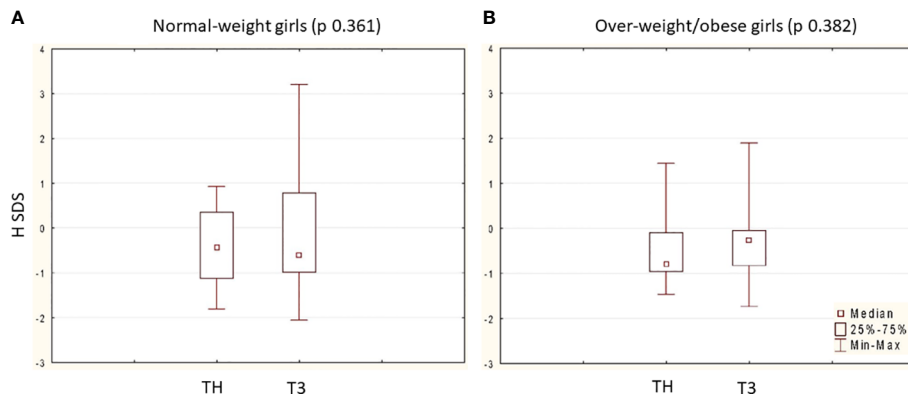 A
Normal-weight girls (p 0.361)
4
3
2
1
0
-1
-2
-3
H SDS
TH
T3
B
Over-weight/obese girls (p 0.382)
4
3
2
1
0
-1
-2
-3
Median
25%-75%
Min-Max
TH
T3